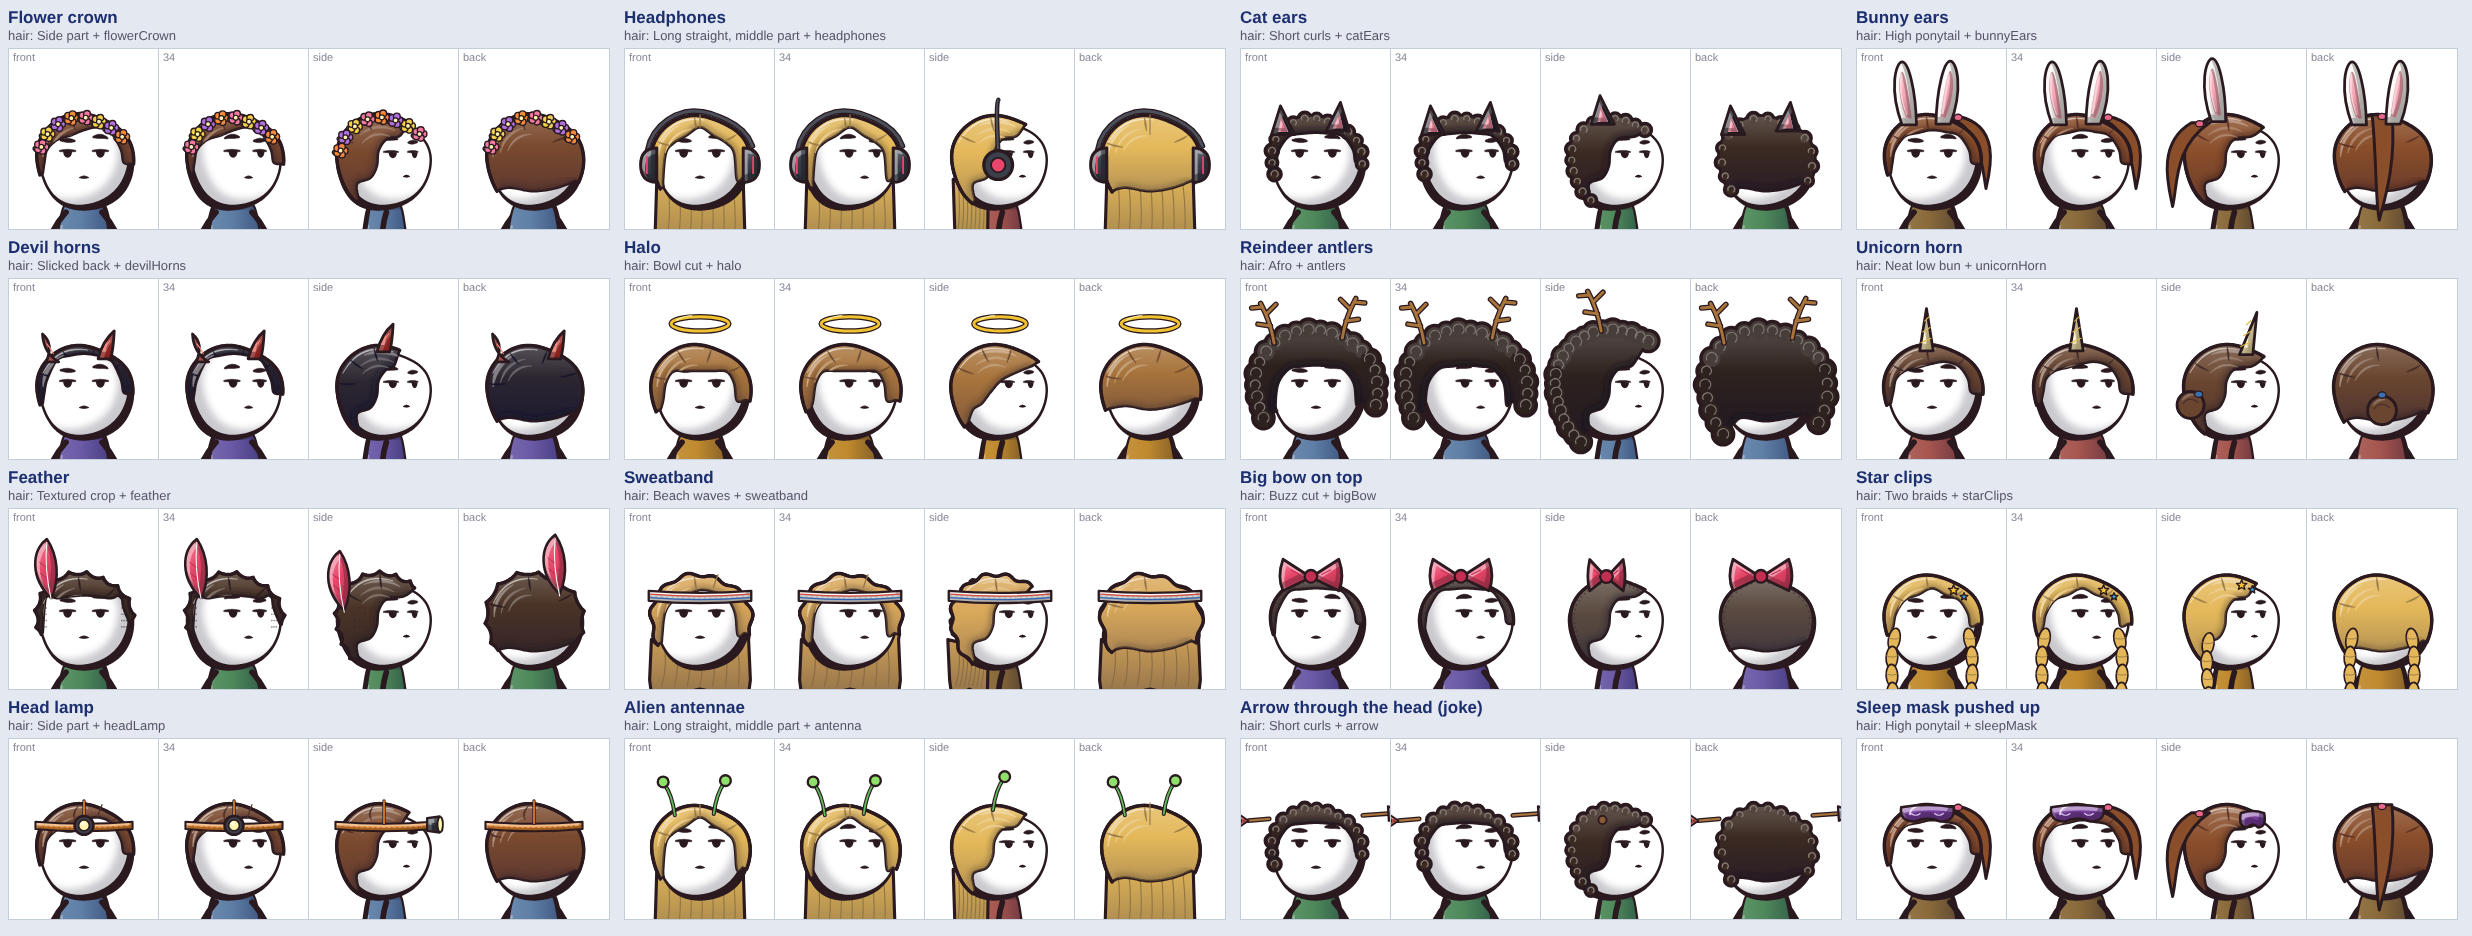 Flower crown
hair: Side part + flowerCrown
front 34 side back
Headphones
hair: Long straight, middle part + headphones
front 34 side back
Cat ears
hair: Short curls + catEars
front 34 side back
Bunny ears
hair: High ponytail + bunnyEars
front 34 side back
Devil horns
hair: Slicked back + devilHorns
front 34 side back
Halo
hair: Bowl cut + halo
front 34 side back
Reindeer antlers
hair: Afro + antlers
front 34 side back
Unicorn horn
hair: Neat low bun + unicornHorn
front 34 side back
Feather
hair: Textured crop + feather
front 34 side back
Sweatband
hair: Beach waves + sweatband
front 34 side back
Big bow on top
hair: Buzz cut + bigBow
front 34 side back
Star clips
hair: Two braids + starClips
front 34 side back
Head lamp
hair: Side part + headLamp
front 34 side back
Alien antennae
hair: Long straight, middle part + antenna
front 34 side back
Arrow through the head (joke)
hair: Short curls + arrow
front 34 side back
Sleep mask pushed up
hair: High ponytail + sleepMask
front 34 side back